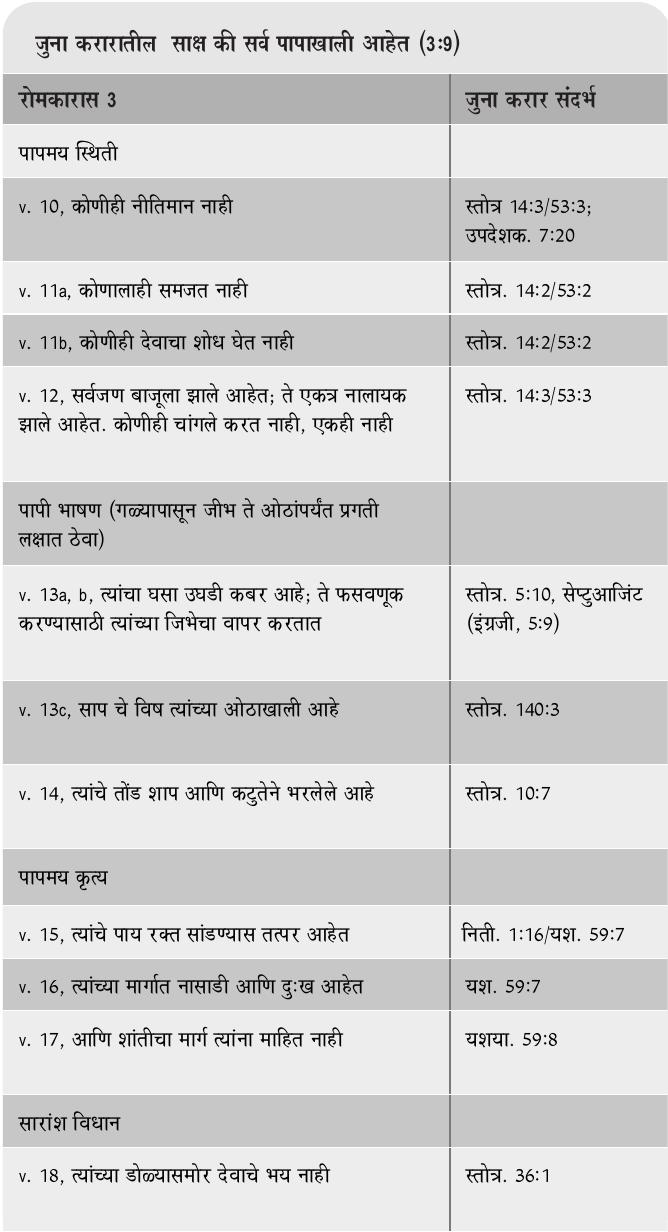 जुना करारातील साक्ष की सर्व पापाखाली आहेत (3:9)
रोमकारास 3
जुना करार संदर्भ
पापमय स्थिती
v. 10, कोणीही नीतिमान नाही
स्तोत्र 14:3/53:3;
उपदेशक. 7:20
v. 11a, कोणालाही समजत नाही
स्तोत्र. 14:2/53:2
v. 11b, कोणीही देवाचा शोध घेत नाही
स्तोत्र. 14:2/53:2
v. 12, सर्वजण बाजूला झाले आहेत; ते एकत्र नालायक
झाले आहेत. कोणीही चांगले करत नाही, एकही नाही
स्तोत्र. 14:3/53:3
पापी भाषण (गळ्यापासून जीभ ते ओठांपर्यंत प्रगती
लक्षात ठेवा)
v. 13a, b, त्यांचा घसा उघडी कबर आहे; ते फसवणूक
करण्यासाठी त्यांच्या जिभेचा वापर करतात
स्तोत्र. 5:10, सेप्टुआजिंट
(इंग्रजी, 5:9)
v. 13c, साप चे विष त्यांच्या ओठाखाली आहे
स्तोत्र. 140:3
v. 14, त्यांचे तोंड शाप आणि कटुतेने भरलेले आहे
स्तोत्र. 10:7
पापमय कृत्य
v. 15, त्यांचे पाय रक्त सांडण्यास तत्पर आहेत
निती. 1:16/यश. 59:7
v. 16, त्यांच्या मार्गात नासाडी आणि दुःख आहेत
यश. 59:7
v. 17, आणि शांतीचा मार्ग त्यांना माहित नाही
यशया. 59:8
सारांश विधान
v. 18, त्यांच्या डोळ्यासमोर देवाचे भय नाही
स्तोत्र. 36:1